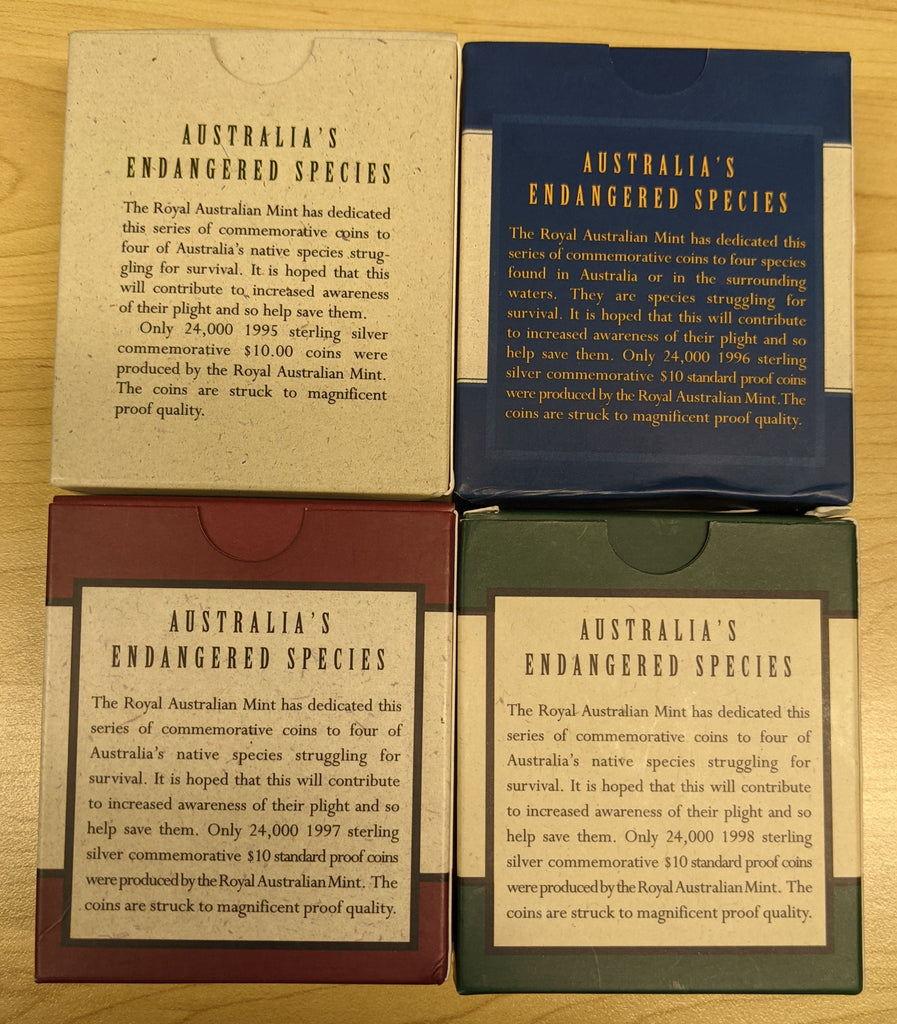 AUSTRALIA'S
ENDANGERED SPECIES
The Royal Australian Mint has dedicated
this series of commemorative coins to
four of Australia's native species strug-
gling for survival. It is hoped that this
will contribute to increased awareness
of their plight and so help save them.
Only 24,000 1995 sterling silver
commemorative $10.00 coins were
produced by the Royal Australian Mint.
The coins are struck to magnificent
proof quality.
AUSTRALIA'S
ENDANGERED SPECIES
The Royal Australian Mint has dedicated this
series of commemorative coins to four species
found in Australia or in the surrounding
waters. They are species struggling for
survival. It is hoped that this will contribute
to increased awareness of their plight and so
help save them. Only 24,000 1996 sterling
silver commemorative $10 standard proof coins
were produced by the Royal Australian Mint. The
coins are struck to magnificent proof quality.
AUSTRALIA'S
ENDANGERED SPECIES
The Royal Australian Mint has dedicated this
series of commemorative coins to four of
Australia's native species struggling for
survival. It is hoped that this will contribute
to increased awareness of their plight and so
help save them. Only 24,000 1997 sterling
silver commemorative $10 standard proof coins
were produced by the Royal Australian Mint. The
coins are struck to magnificent proof quality.
AUSTRALIA'S
ENDANGERED SPECIES
The Royal Australian Mint has dedicated this
series of commemorative coins to four of
Australia's native species struggling for
survival. It is hoped that this will contribute
to increased awareness of their plight and so
help save them. Only 24,000 1998 sterling
silver commemorative $10 standard proof coins
were produced by the Royal Australian Mint. The
coins are struck to magnificent proof quality.